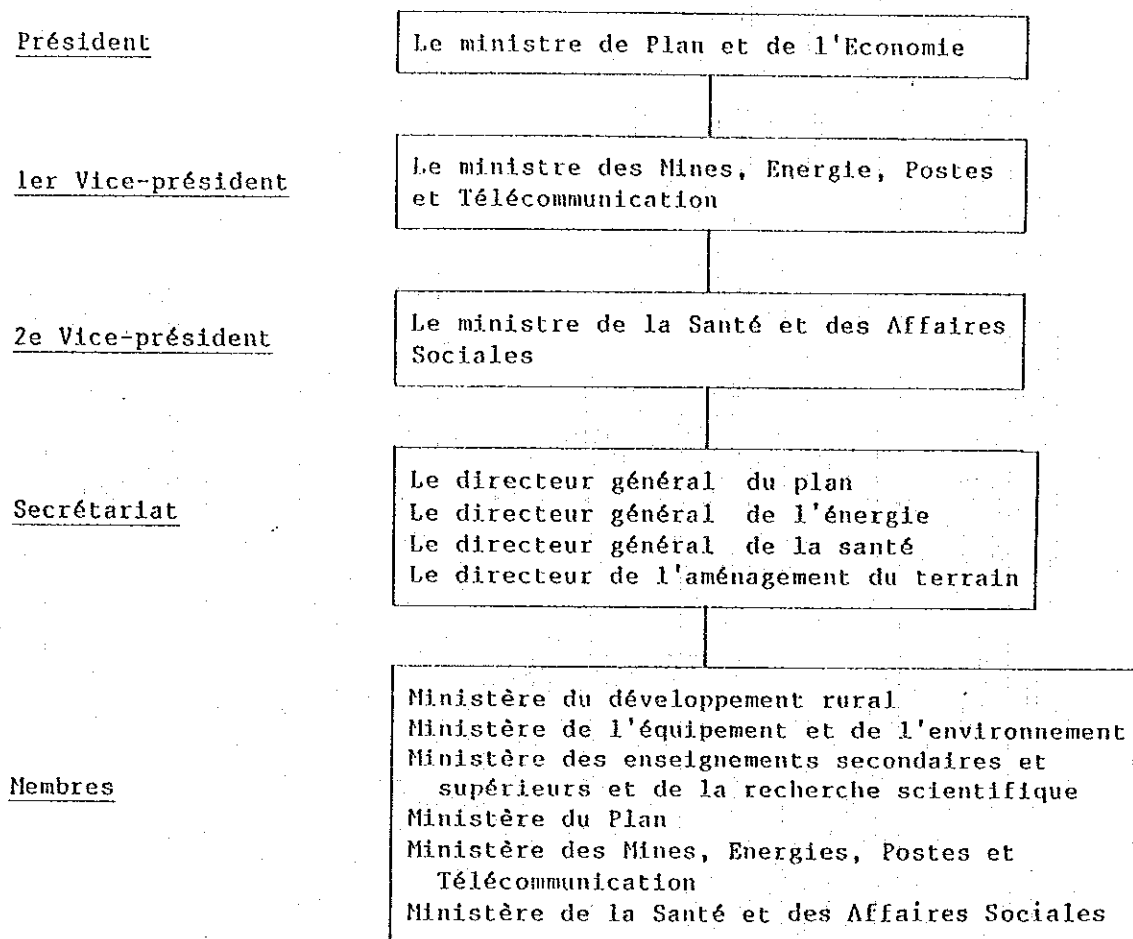 Président
Le ministre de Plan et de l'Economie
1er Vice-président
Le ministre des Mines, Energie, Postes
et Télécommunication
2e Vice-président
Le ministre de la Santé et des Affaires
Sociales
Secrétariat
Le directeur général du plan
Le directeur général de l'énergie
Le directeur général de la santé
Le directeur de l'aménagement du terrain
Membres
Ministère du développement rural
Ministère de l'équipement et de l'environnement
Ministère des enseignements secondaires et
supérieurs et de la recherche scientifique
Ministère du Plan
Ministère des Mines, Energies, Postes et
Télécommunication
Ministère de la Santé et des Affaires Sociales